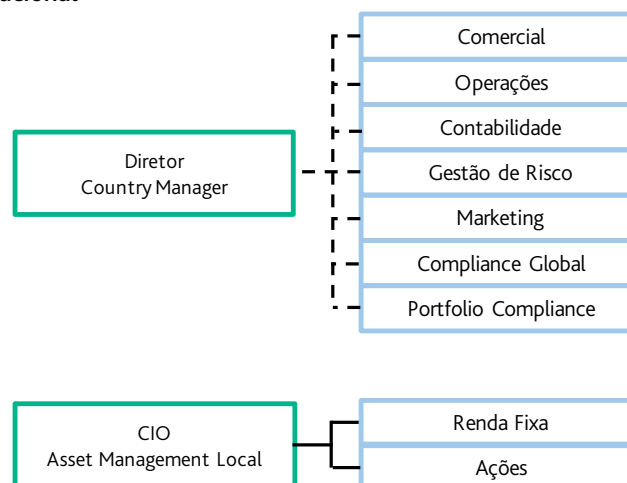 Diretor
Country Manager
Comercial
Operações
Contabilidade
Gestão de Risco
Marketing
Compliance Global
Portfolio Compliance
CIO
Asset Management Local
Renda Fixa
Ações